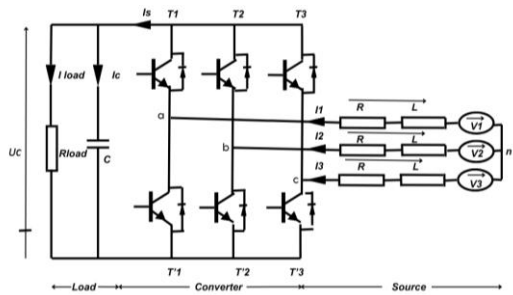 Is T1 T2 T3
I load Ic
I1 R L
V1
a
Uc
Rload C
b
I2 R L
V2
n
I3 R L
c
V3
T'1 T'2 T'3
Load Converter Source